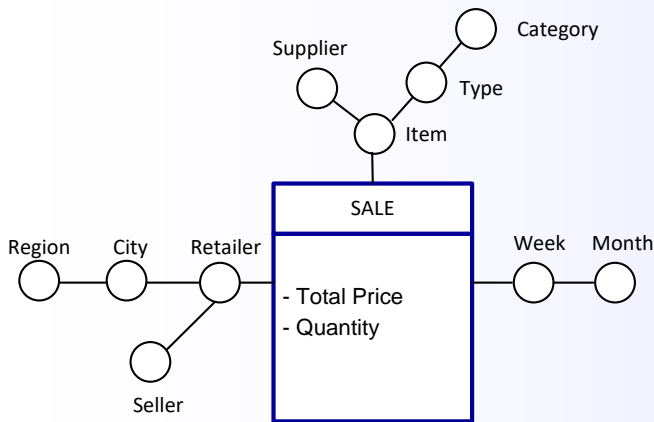 Category
Supplier
Type
Item
SALE
Region City Retailer
Week Month
- Total Price
- Quantity
Seller